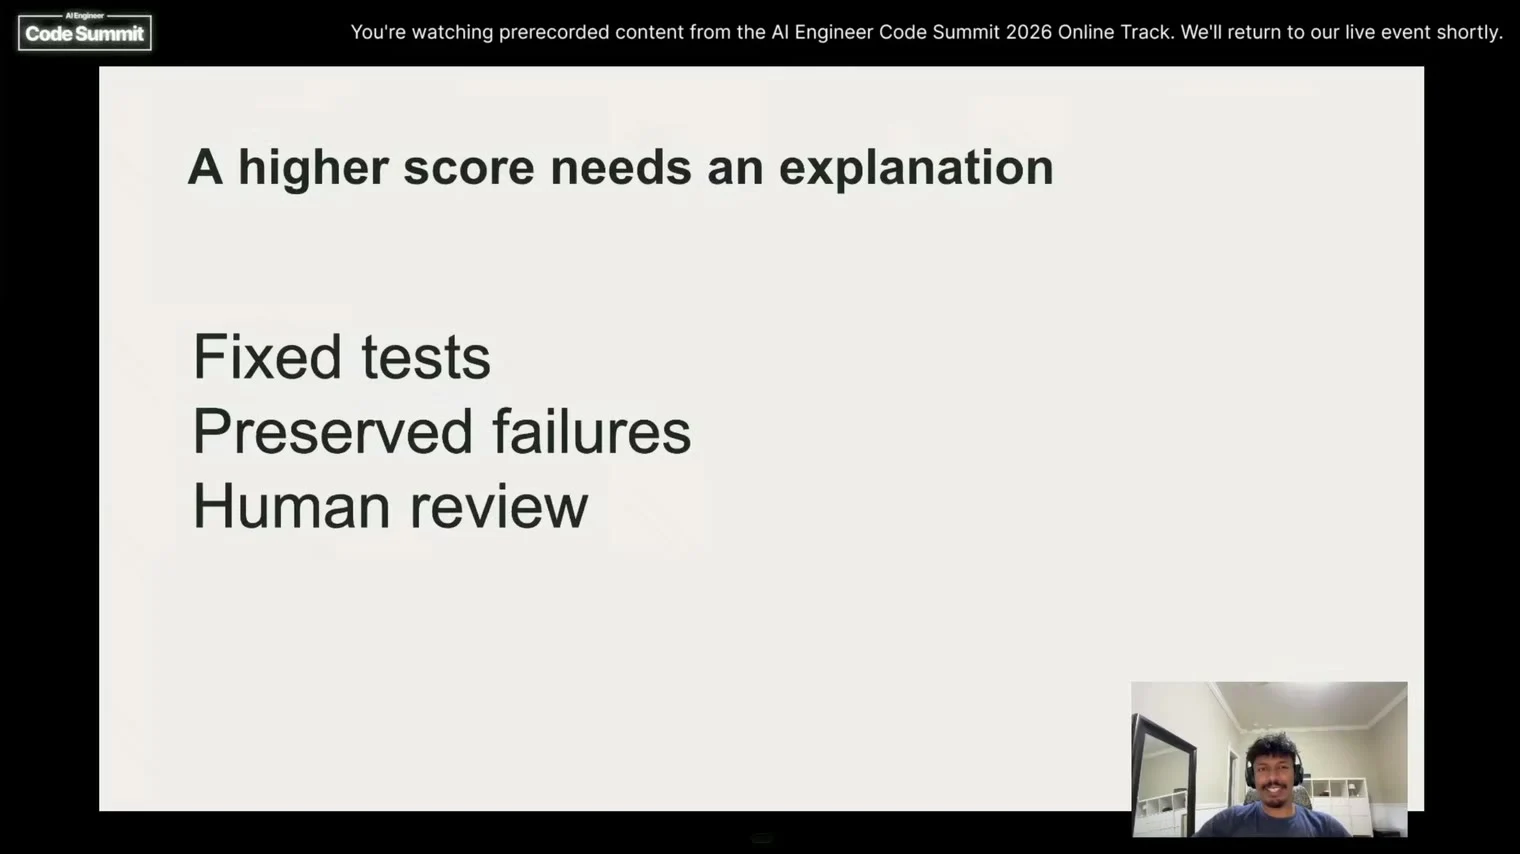 AI Engineer
Code Summit
You're watching prerecorded content from the AI Engineer Code Summit 2026 Online Track. We'll return to our live event shortly.
A higher score needs an explanation
Fixed tests
Preserved failures
Human review